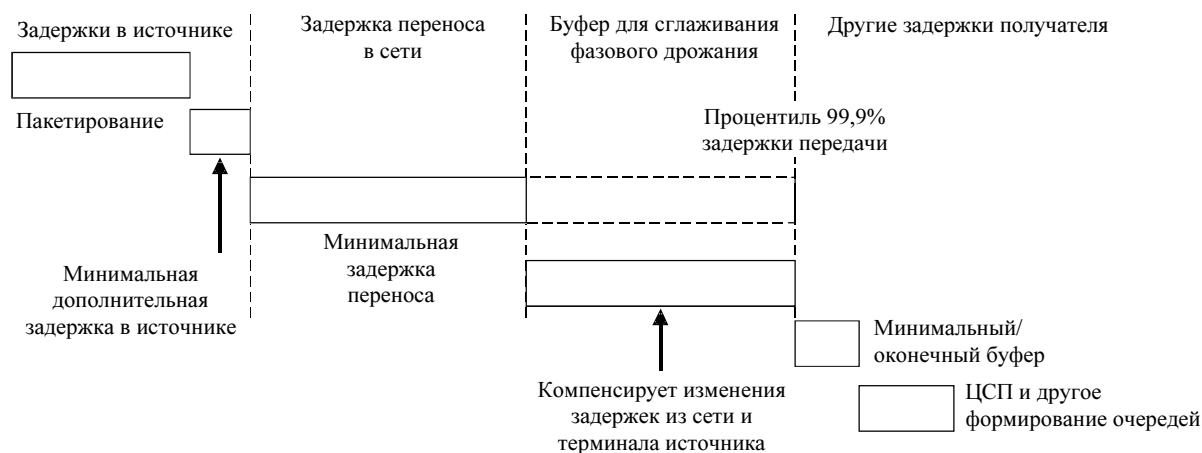 Задержки в источнике
Задержка переноса
в сети
Буфер для сглаживания
фазового дрожания
Другие задержки получателя
Пакетирование
Процентиль 99,9%
задержки передачи
Минимальная
дополнительная
задержка в источнике
Минимальная
задержка
переноса
Компенсирует изменения
задержек из сети и
терминала источника
Минимальный/
оконечный буфер
ЦСП и другое
формирование очередей